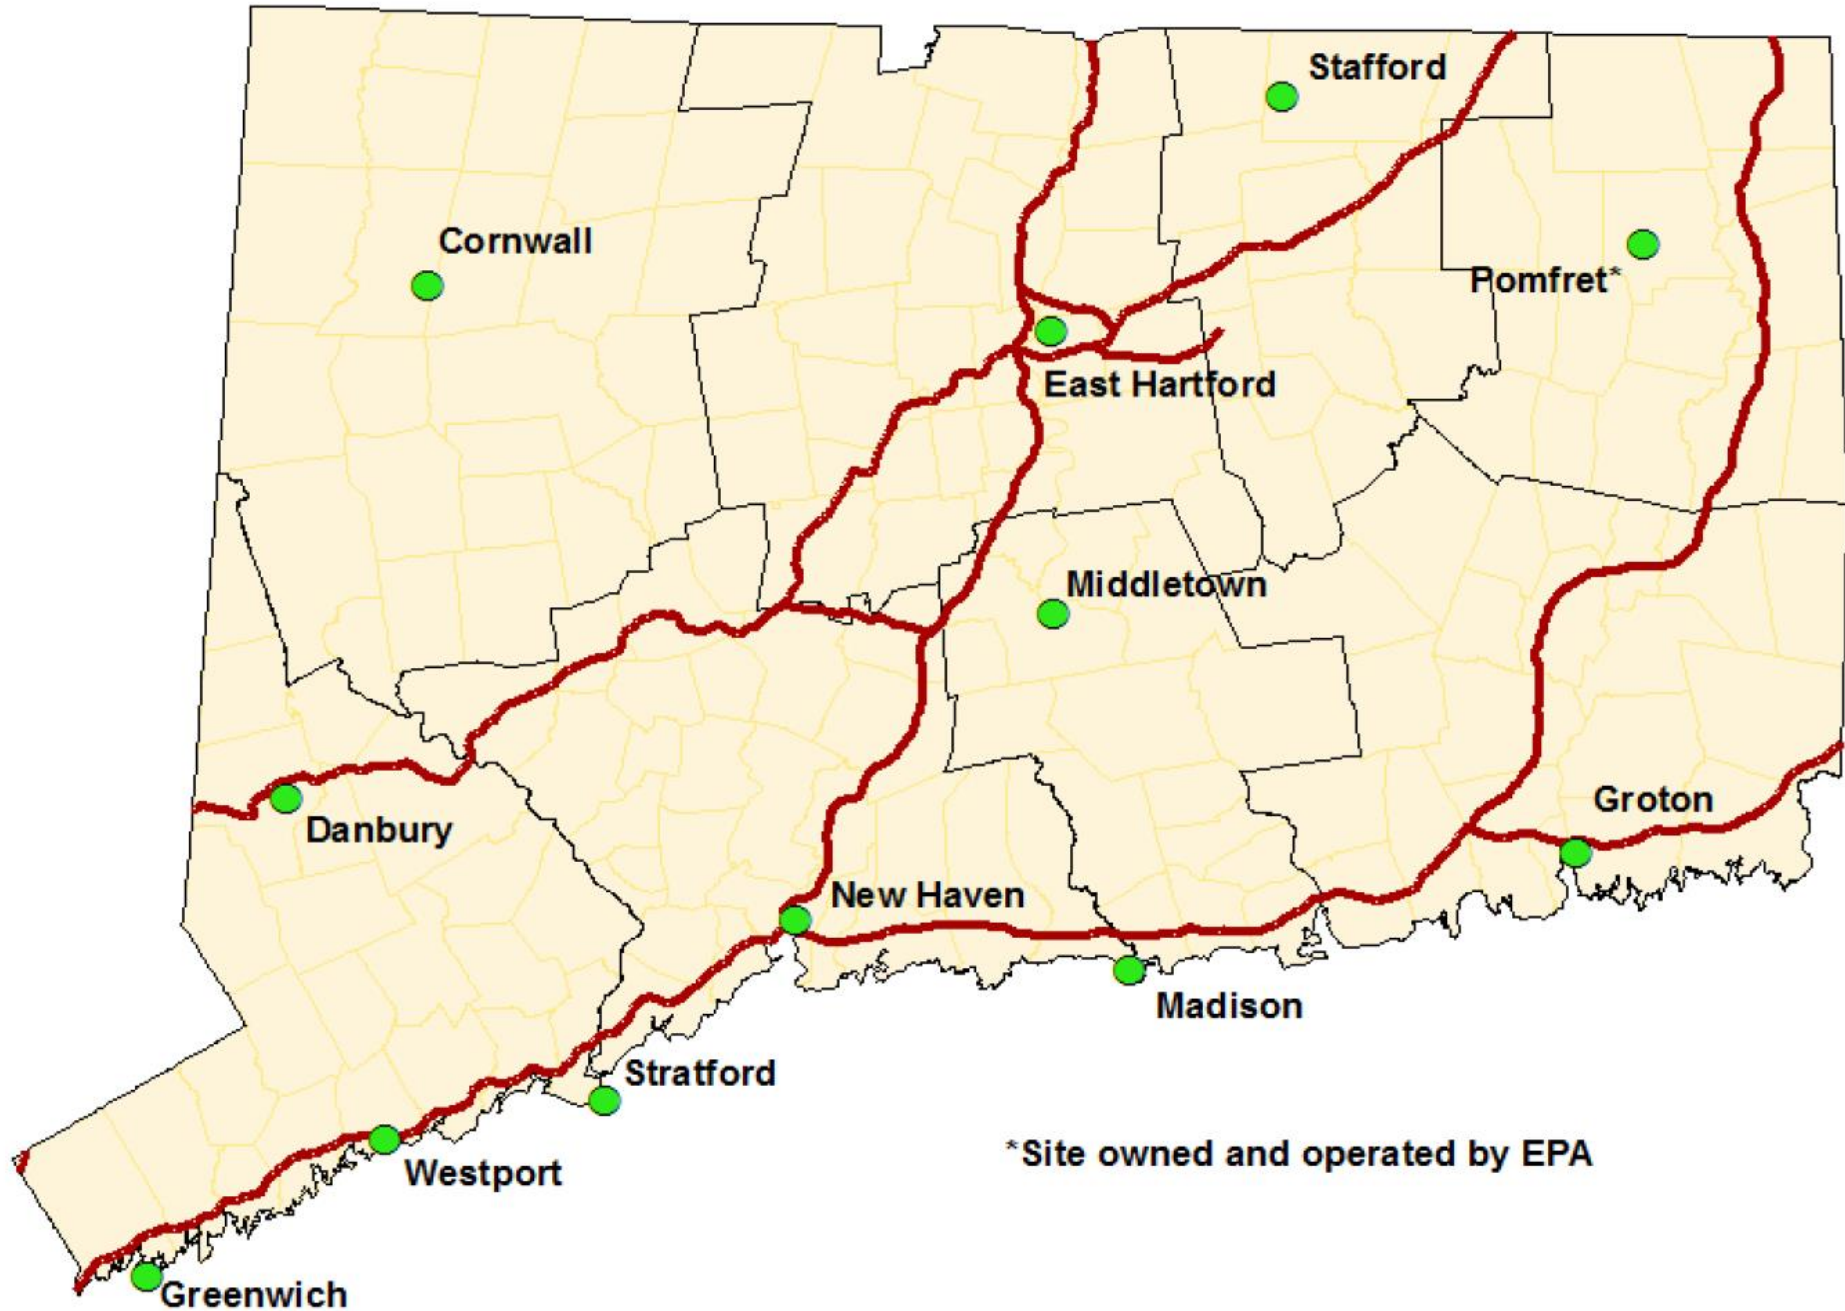 Stafford
Cornwall
Pomfret*
East Hartford
Middletown
Groton
Danbury
New Haven
Madison
Stratford
*Site owned and operated by EPA
Westport
Greenwich